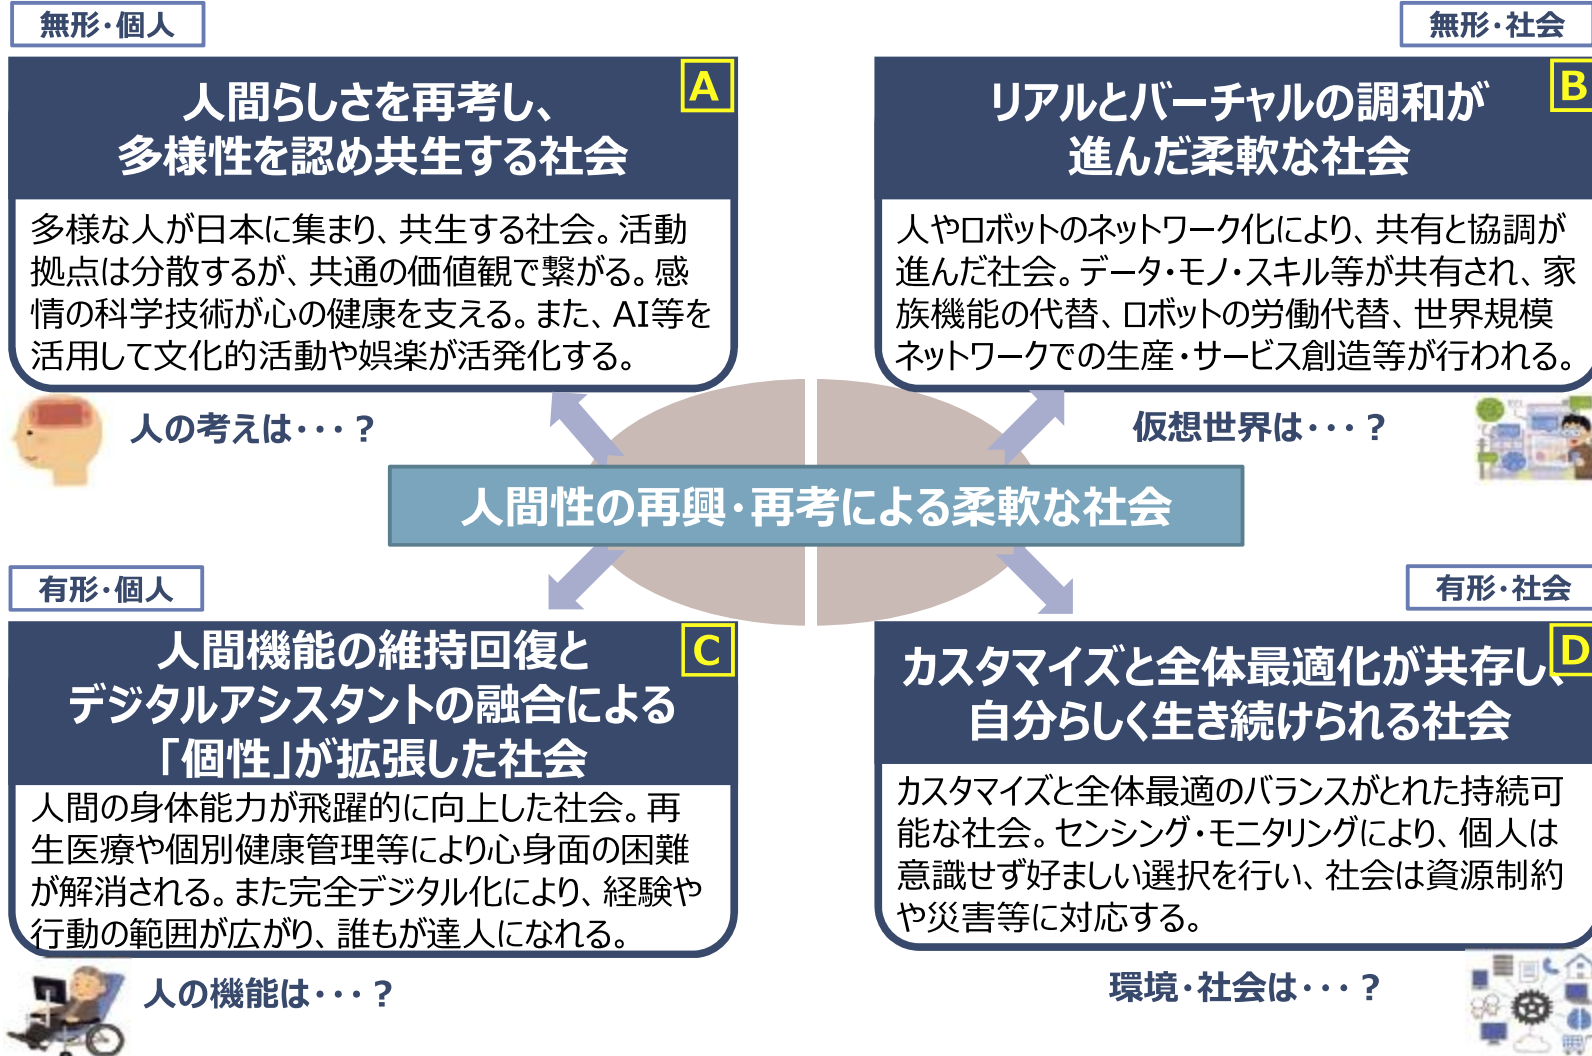 無形・個人
A
人間らしさを再考し、
多様性を認め共生する社会
多様な人が日本に集まり、共生する社会。活動
拠点は分散するが、共通の価値観で繋がる。感
情の科学技術が心の健康を支える。また、AI等を
活用して文化的活動や娯楽が活発化する。
人の考えは・・・？
無形・社会
B
リアルとバーチャルの調和が
進んだ柔軟な社会
人やロボットのネットワーク化により、共有と協調が
進んだ社会。データ・モノ・スキル等が共有され、家
族機能の代替、ロボットの労働代替、世界規模
ネットワークでの生産・サービス創造等が行われる。
仮想世界は・・・？
人間性の再興・再考による柔軟な社会
有形・個人
C
人間機能の維持回復と
デジタルアシスタントの融合による
「個性」が拡張した社会
人間の身体能力が飛躍的に向上した社会。再
生医療や個別健康管理等により心身面の困難
が解消される。また完全デジタル化により、経験や
行動の範囲が広がり、誰もが達人になれる。
人の機能は・・・？
有形・社会
D
カスタマイズと全体最適化が共存し、
自分らしく生き続けられる社会
カスタマイズと全体最適のバランスがとれた持続可
能な社会。センシング・モニタリングにより、個人は
意識せず好ましい選択を行い、社会は資源制約
や災害等に対応する。
環境・社会は・・・？